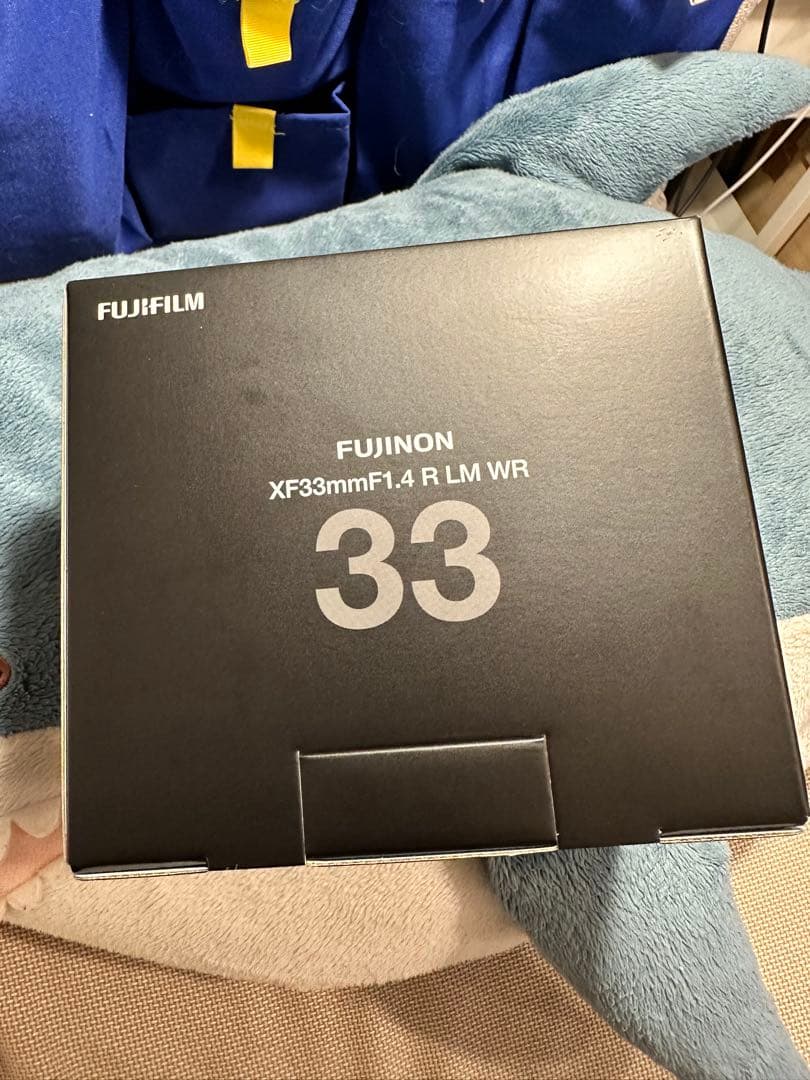 FUJIFILM
FUJINON
XF33mmF1.4 R LM WR
33